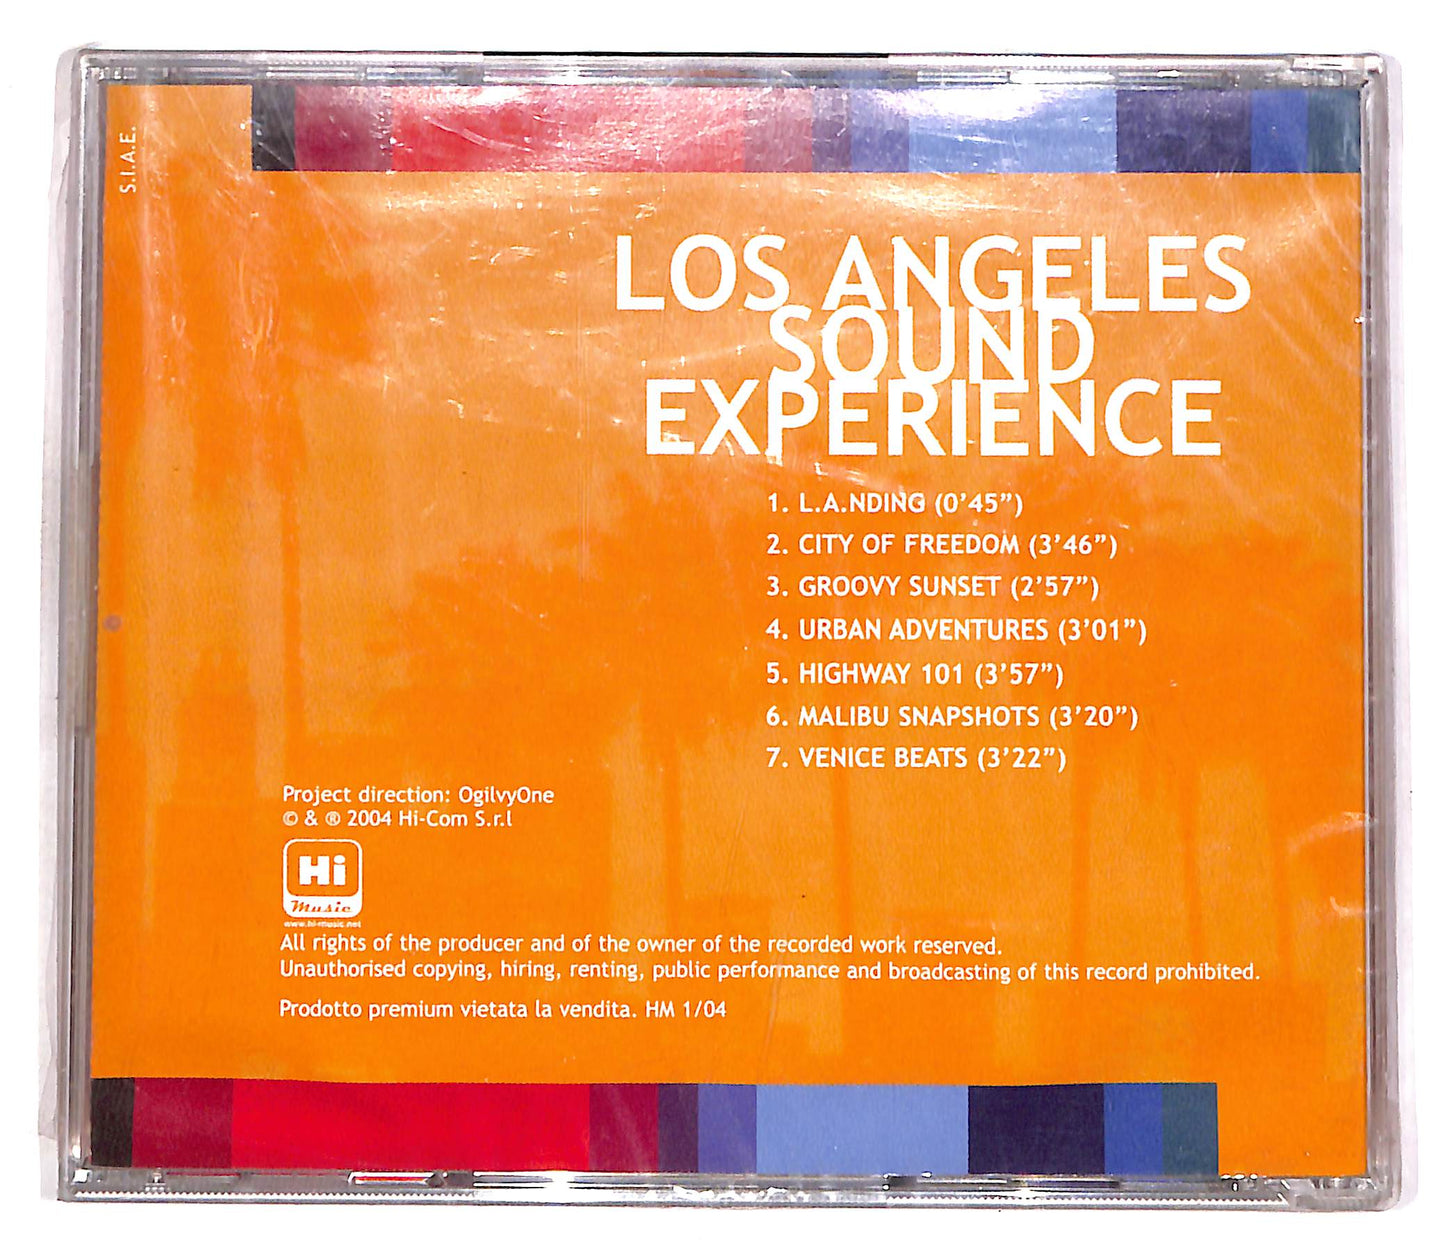 S.I.A.E.
LOS ANGELES
SOUND
EXPERIENCE
1. L.A.NDING (0'45")
2. CITY OF FREEDOM (3'46")
3. GROOVY SUNSET (2'57")
4. URBAN ADVENTURES (3'01")
5. HIGHWAY 101 (3'57")
6. MALIBU SNAPSHOTS (3'20")
7. VENICE BEATS (3'22")
Project direction: OgilvyOne
© & ® 2004 Hi-Com S.r.l
Hi
Music
www.hi-music.net
All rights of the producer and of the owner of the recorded work reserved.
Unauthorised copying, hiring, renting, public performance and broadcasting of this record prohibited.
Prodotto premium vietata la vendita. HM 1/04